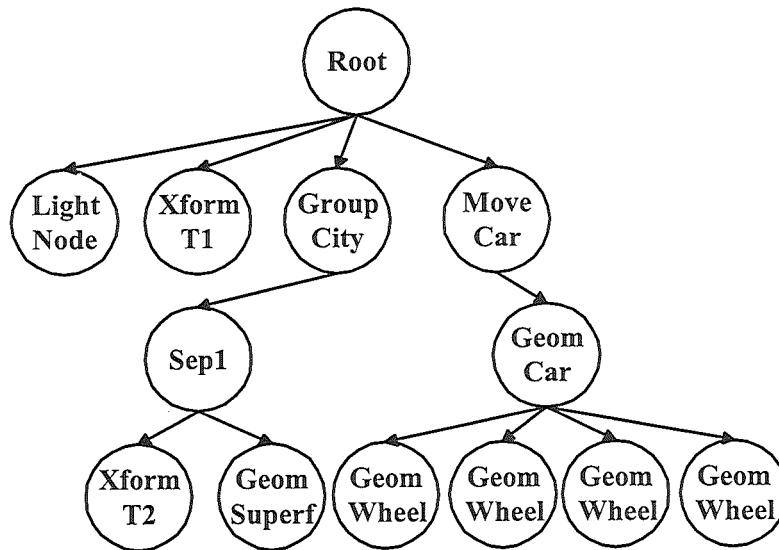 Root
Light
Node
Xform
T1
Group
City
Move
Car
Sep1
Geom
Car
Xform
T2
Geom
Superf
Geom
Wheel
Geom
Wheel
Geom
Wheel
Geom
Wheel